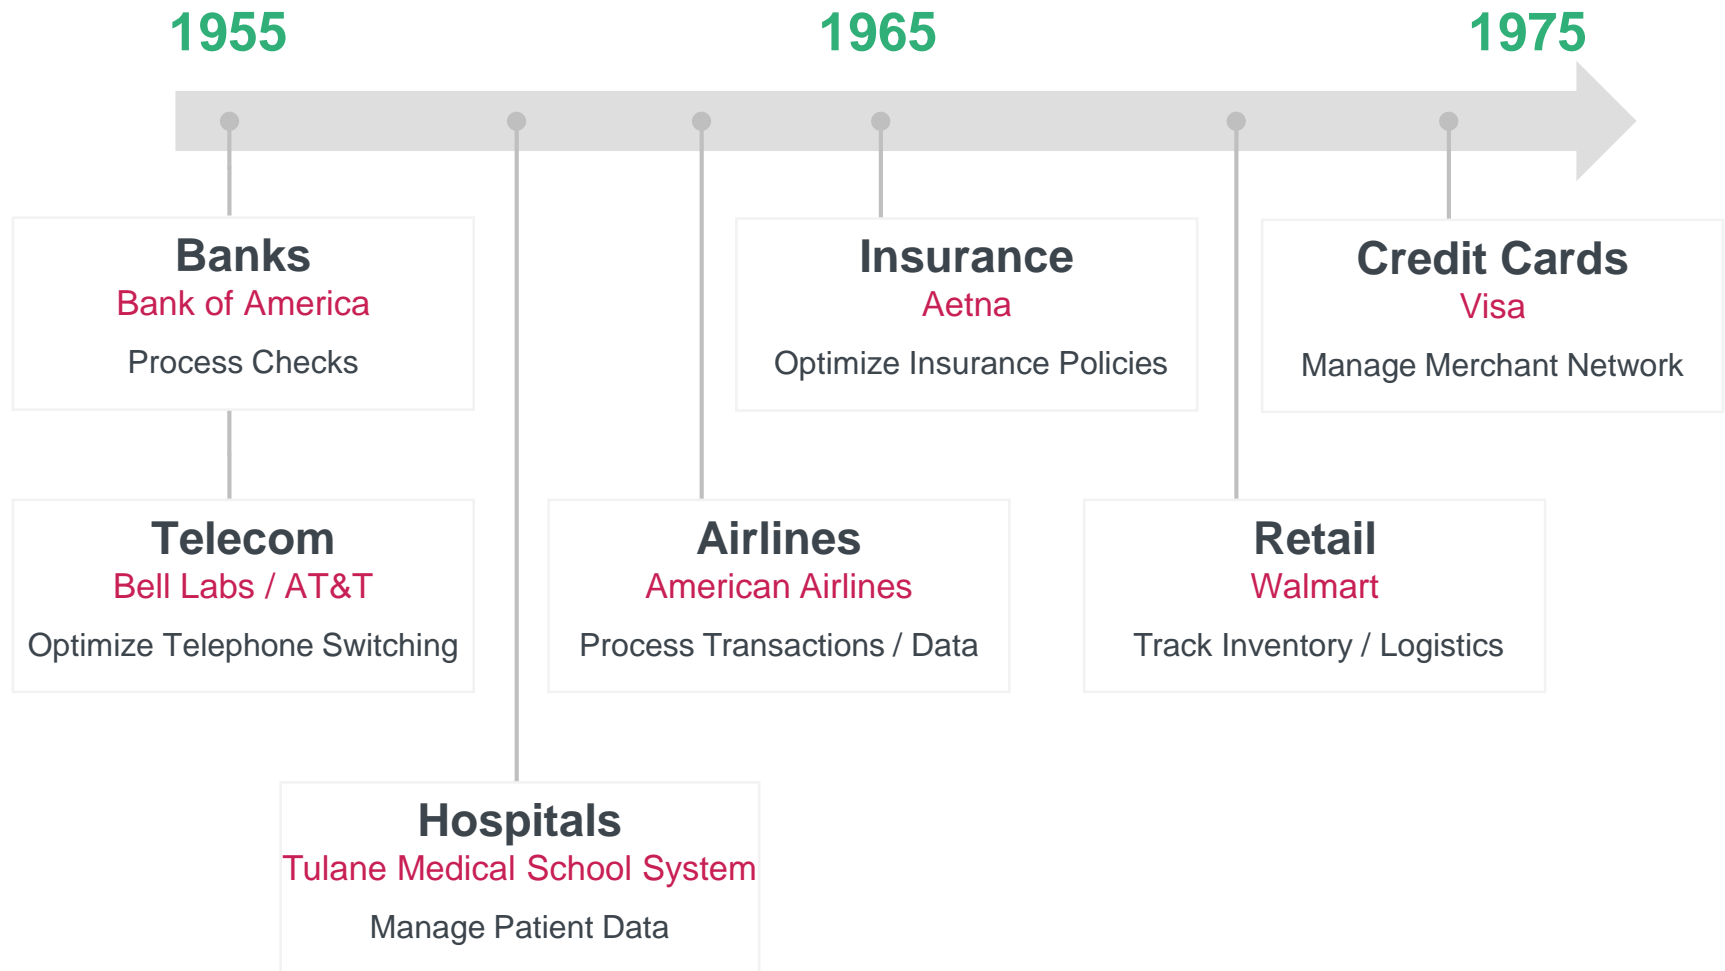 1955
1965
1975
Banks
Bank of America
Process Checks
Insurance
Aetna
Optimize Insurance Policies
Credit Cards
Visa
Manage Merchant Network
Telecom
Bell Labs / AT&T
Optimize Telephone Switching
Airlines
American Airlines
Process Transactions / Data
Retail
Walmart
Track Inventory / Logistics
Hospitals
Tulane Medical School System
Manage Patient Data